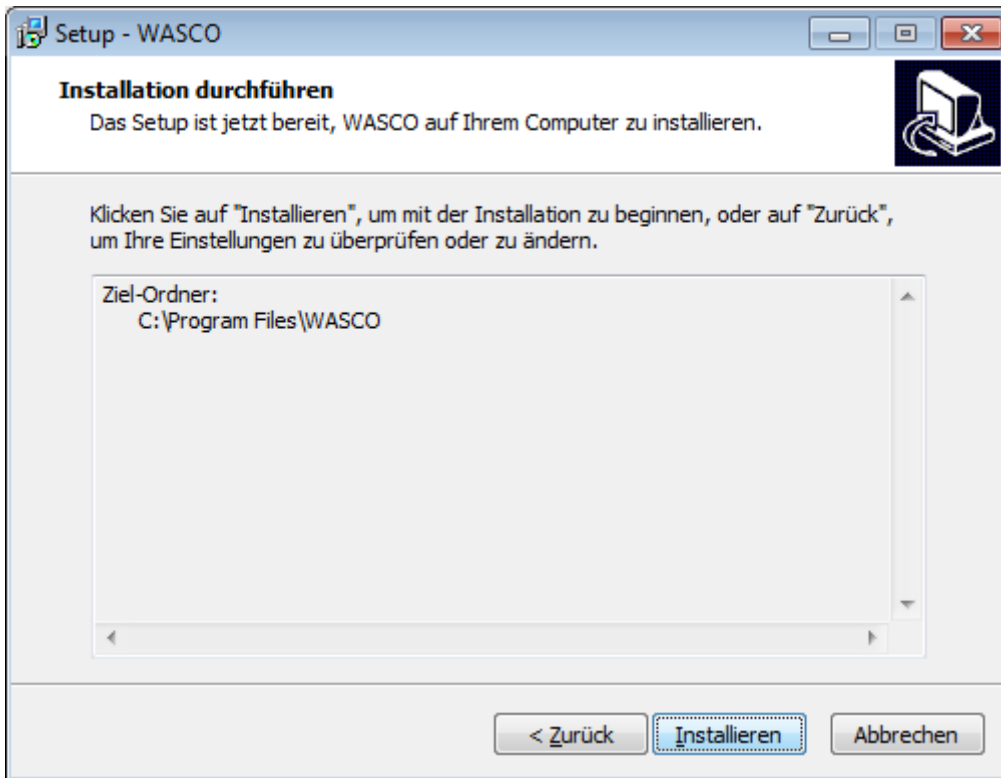 Setup - WASCO
Installation durchführen
Das Setup ist jetzt bereit, WASCO auf Ihrem Computer zu installieren.
Klicken Sie auf "Installieren", um mit der Installation zu beginnen, oder auf "Zurück",
um Ihre Einstellungen zu überprüfen oder zu ändern.
Ziel-Ordner:
C:\Program Files\WASCO
< Zurück
Installieren
Abbrechen